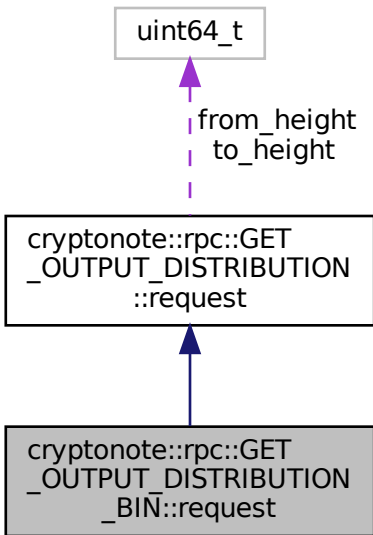 uint64_t
from_height
to_height
cryptonote::rpc::GET
_OUTPUT_DISTRIBUTION
::request
cryptonote::rpc::GET
_OUTPUT_DISTRIBUTION
_BIN::request